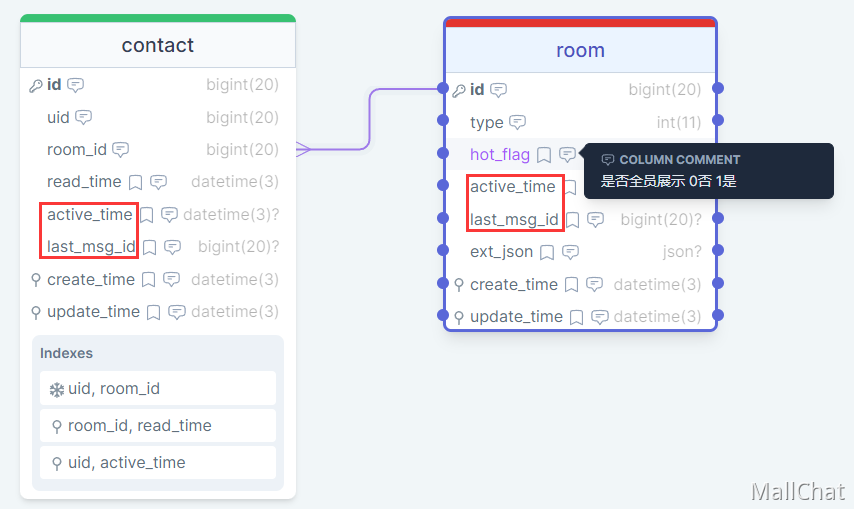 contact
id bigint(20)
uid bigint(20)
room_id bigint(20)
read_time datetime(3)
active_time datetime(3)?
last_msg_id bigint(20)?
create_time datetime(3)
update_time datetime(3)
Indexes
uid, room_id
room_id, read_time
uid, active_time
room
id bigint(20)
type int(11)
hot_flag
active_time
last_msg_id bigint(20)?
ext_json json?
create_time datetime(3)
update_time datetime(3)
COLUMN COMMENT
是否全员展示 0否 1是
MallChat